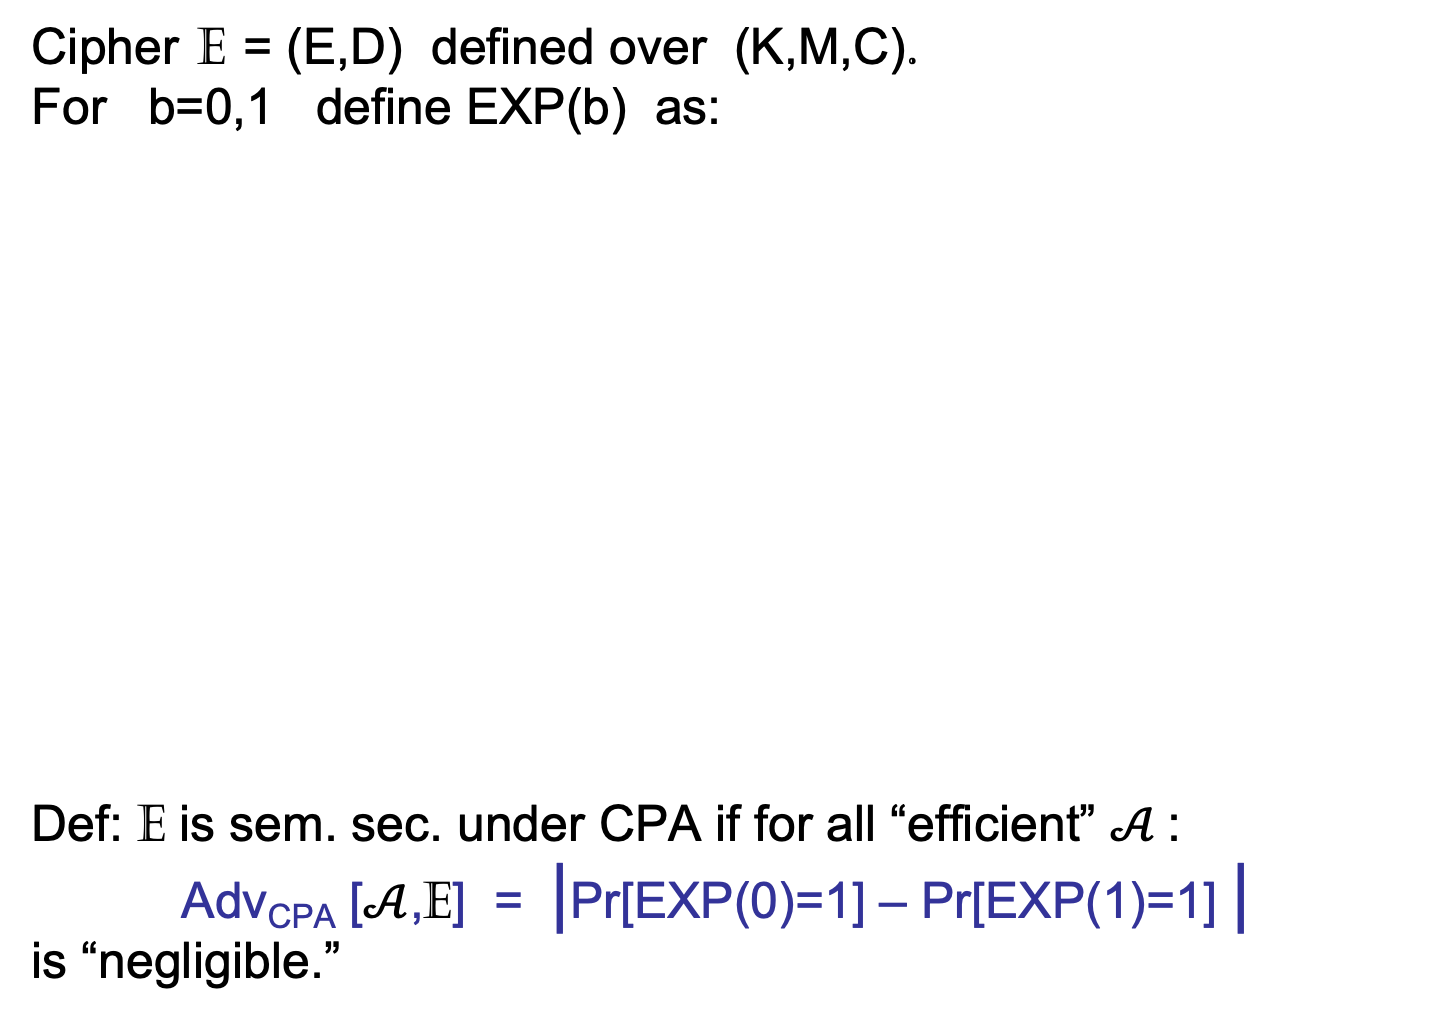 Cipher 𝔼 = (E,D) defined over (K,M,C).
For b=0,1 define EXP(b) as:
Def: 𝔼 is sem. sec. under CPA if for all “efficient” 𝒜 :
Adv_CPA [𝒜,𝔼] = |Pr[EXP(0)=1] – Pr[EXP(1)=1] |
is “negligible.”